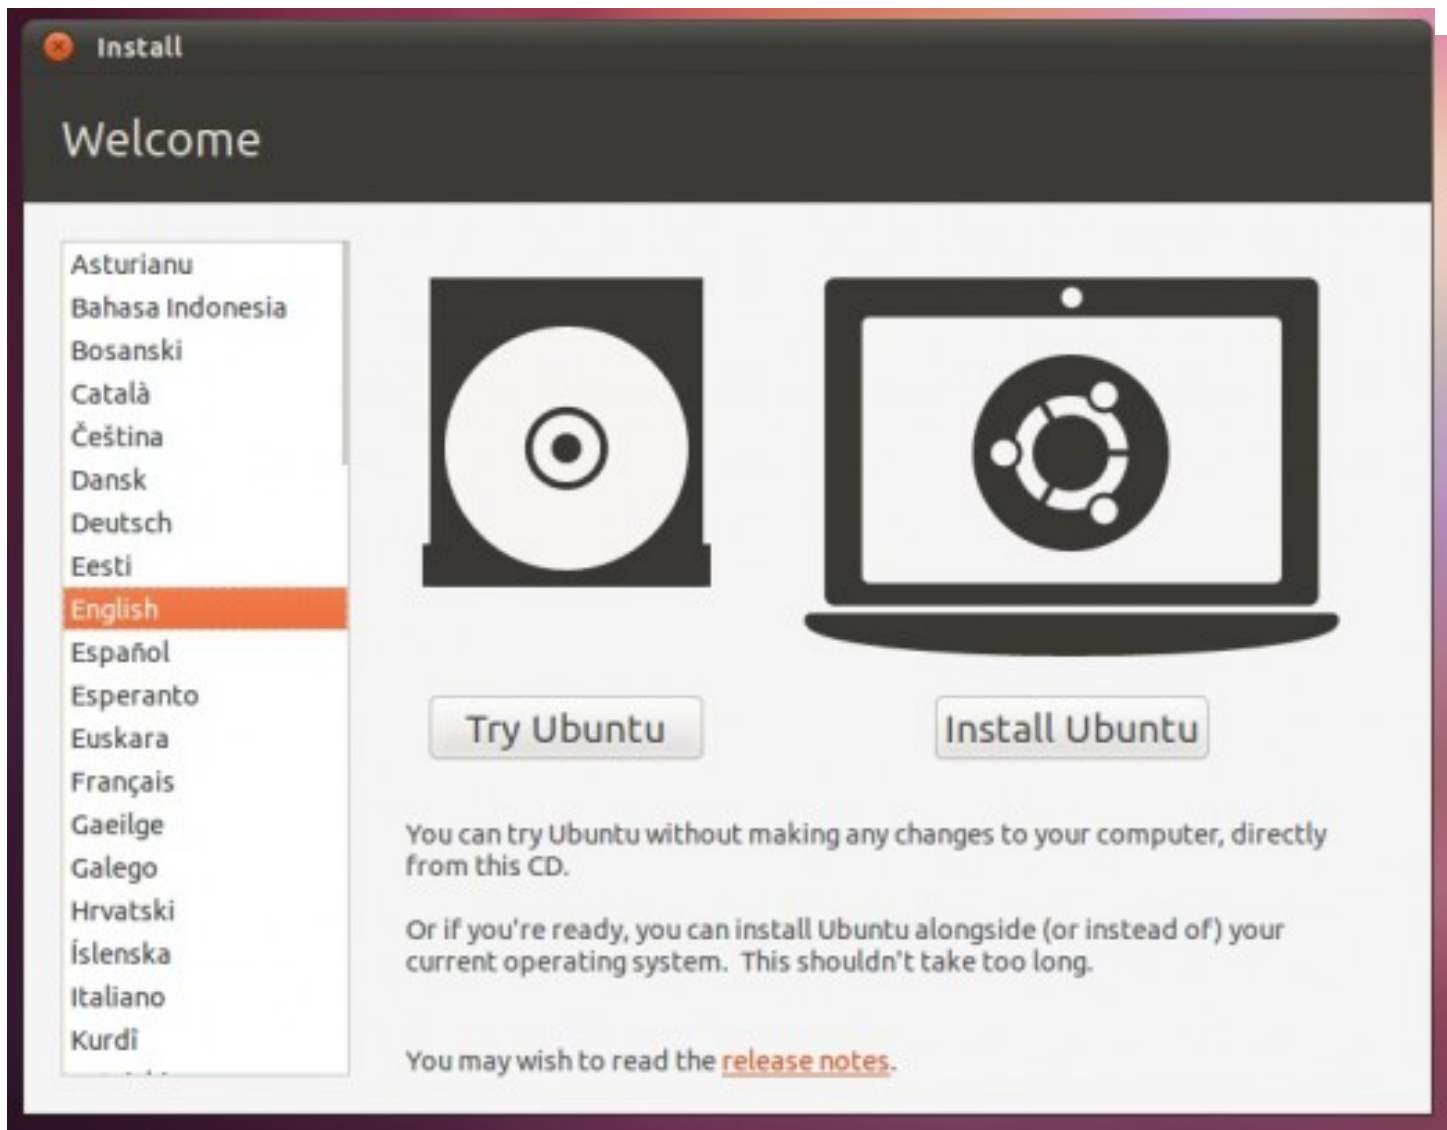 Install
Welcome
Asturianu
Bahasa Indonesia
Bosanski
Català
Čeština
Dansk
Deutsch
Eesti
English
Español
Esperanto
Euskara
Français
Gaeilge
Galego
Hrvatski
Íslenska
Italiano
Kurdî
Try Ubuntu
Install Ubuntu
You can try Ubuntu without making any changes to your computer, directly
from this CD.
Or if you're ready, you can install Ubuntu alongside (or instead of) your
current operating system.  This shouldn't take too long.
You may wish to read the release notes.